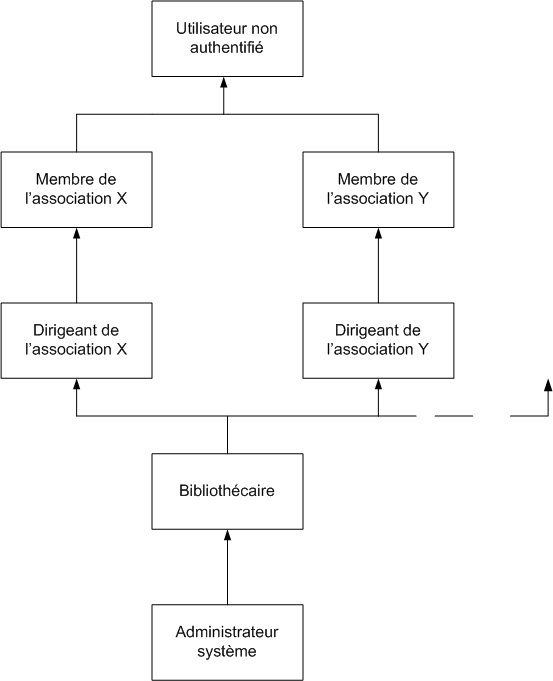 Utilisateur non
authentifié
Membre de
l’association X
Membre de
l’association Y
Dirigeant de
l’association X
Dirigeant de
l’association Y
Bibliothécaire
Administrateur
système